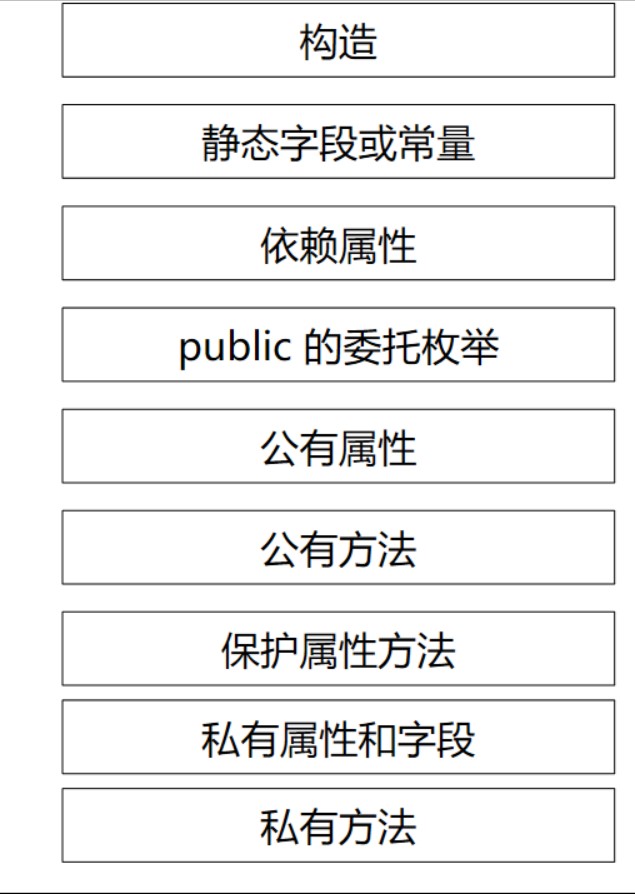 构造
静态字段或常量
依赖属性
public 的委托枚举
公有属性
公有方法
保护属性方法
私有属性和字段
私有方法